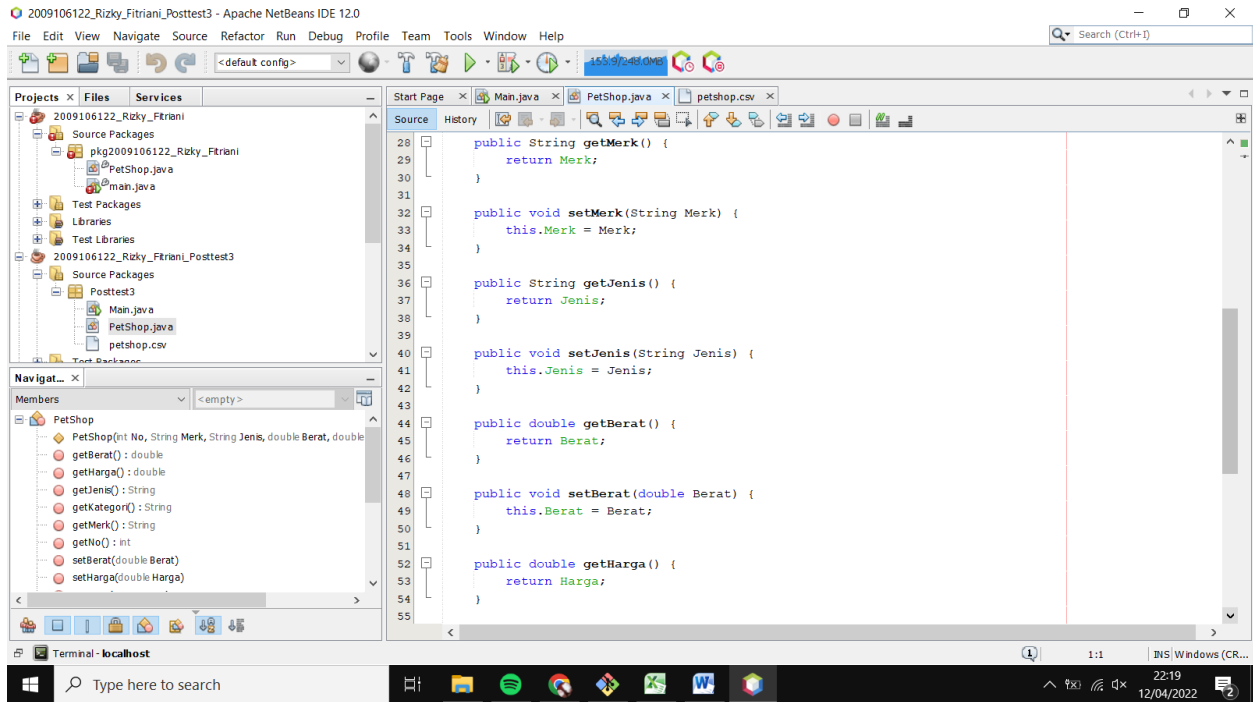 2009106122_Rizky_Fitriani_Posttest3 - Apache NetBeans IDE 12.0
File Edit View Navigate Source Refactor Run Debug Profile Team Tools Window Help
Search (Ctrl+I)
<default config>
153.9/248.0MB
Projects Files Services
2009106122_Rizky_Fitriani
Source Packages
pkg2009106122_Rizky_Fitriani
PetShop.java
main.java
Test Packages
Libraries
Test Libraries
2009106122_Rizky_Fitriani_Posttest3
Source Packages
Posttest3
Main.java
PetShop.java
petshop.csv
Test Packages
Navigat...
Members
<empty>
PetShop
PetShop(int No, String Merk, String Jenis, double Berat, double
getBerat() : double
getHarga() : double
getJenis() : String
getKategori() : String
getMerk() : String
getNo() : int
setBerat(double Berat)
setHarga(double Harga)
Start Page Main.java PetShop.java petshop.csv
Source History
28 public String getMerk() {
29 return Merk;
30 }
31
32 public void setMerk(String Merk) {
33 this.Merk = Merk;
34 }
35
36 public String getJenis() {
37 return Jenis;
38 }
39
40 public void setJenis(String Jenis) {
41 this.Jenis = Jenis;
42 }
43
44 public double getBerat() {
45 return Berat;
46 }
47
48 public void setBerat(double Berat) {
49 this.Berat = Berat;
50 }
51
52 public double getHarga() {
53 return Harga;
54 }
55
Terminal - localhost
1
1:1
INS Windows (CR...
Type here to search
22:19
12/04/2022
2